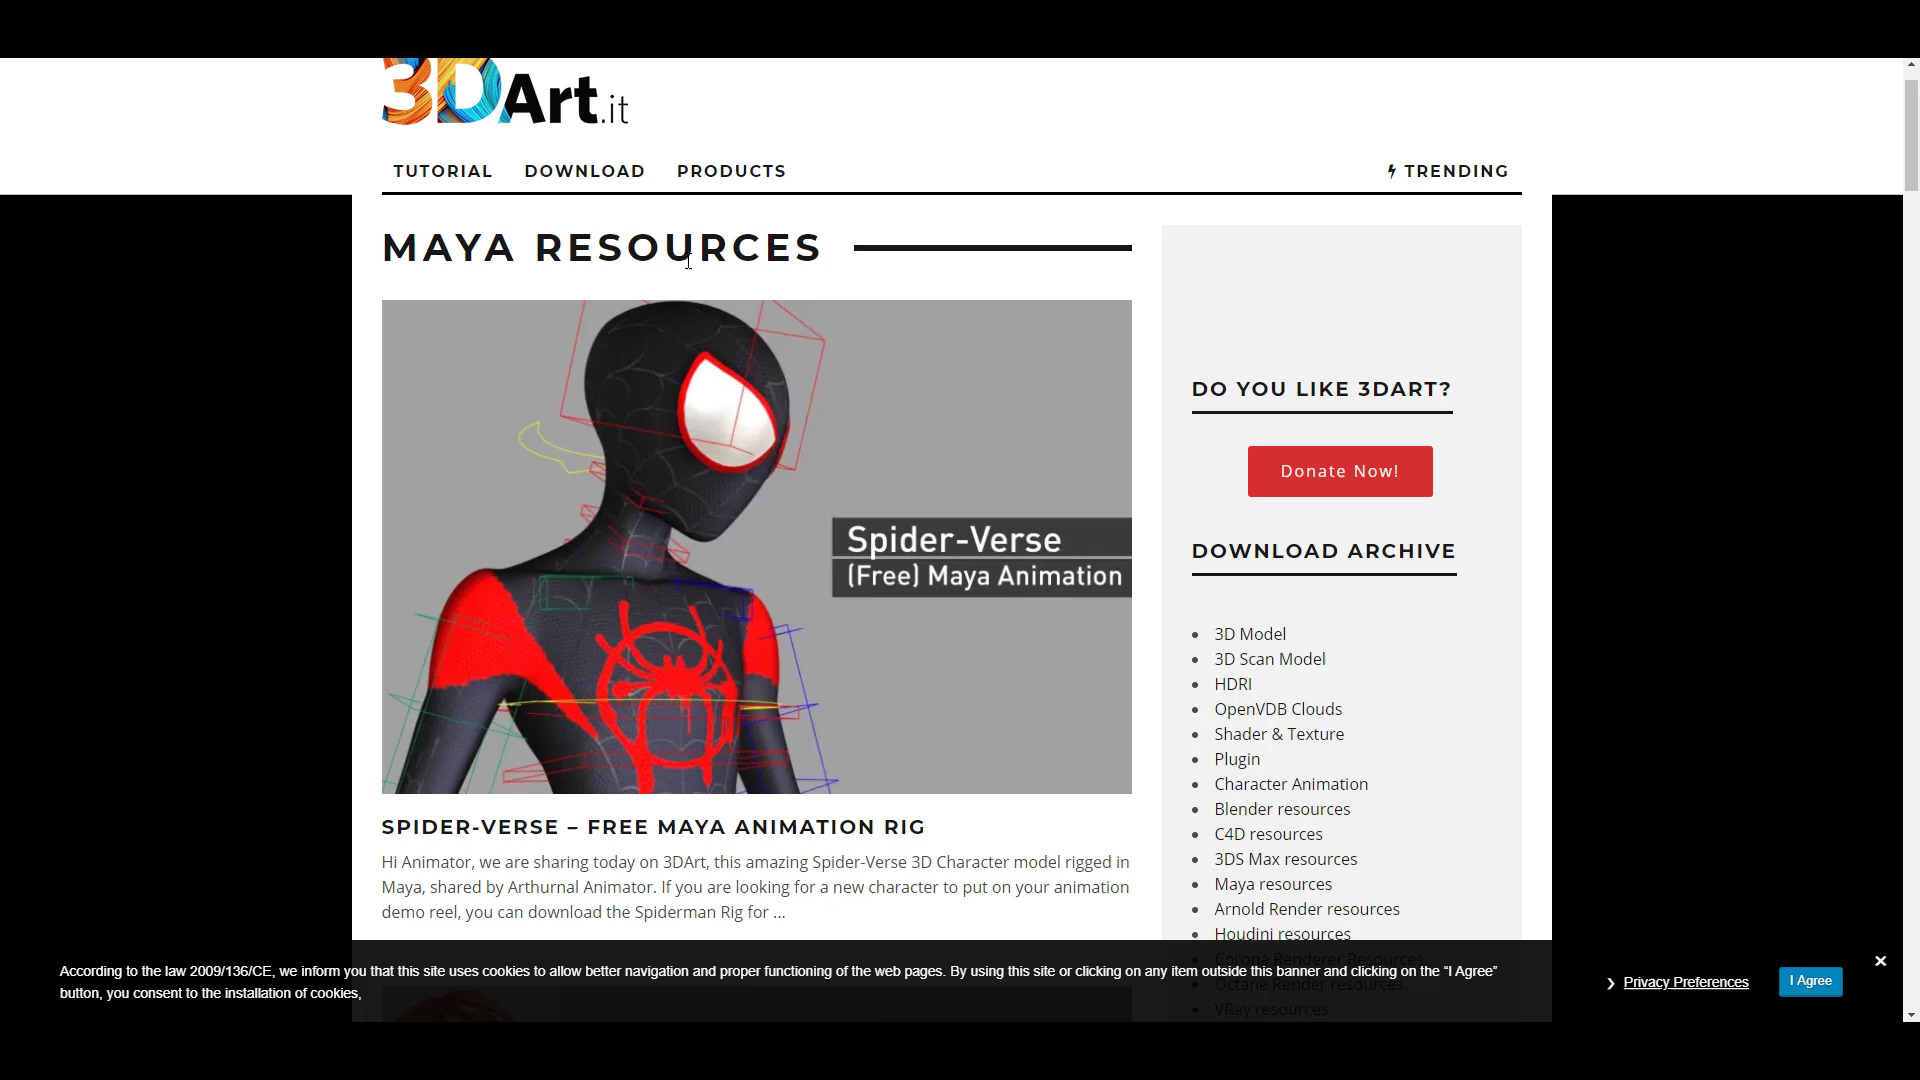 3DArt.it
TUTORIAL DOWNLOAD PRODUCTS TRENDING
MAYA RESOURCES
Spider-Verse
(Free) Maya Animation
SPIDER-VERSE – FREE MAYA ANIMATION RIG
Hi Animator, we are sharing today on 3DArt, this amazing Spider-Verse 3D Character model rigged in
Maya, shared by Arthurnal Animator. If you are looking for a new character to put on your animation
demo reel, you can download the Spiderman Rig for ...
DO YOU LIKE 3DART?
Donate Now!
DOWNLOAD ARCHIVE
3D Model
3D Scan Model
HDRI
OpenVDB Clouds
Shader & Texture
Plugin
Character Animation
Blender resources
C4D resources
3DS Max resources
Maya resources
Arnold Render resources
Houdini resources
Corona Renderer Resources
Octane Render resources
VRay resources
According to the law 2009/136/CE, we inform you that this site uses cookies to allow better navigation and proper functioning of the web pages. By using this site or clicking on any item outside this banner and clicking on the “I Agree”
button, you consent to the installation of cookies,
Privacy Preferences
I Agree